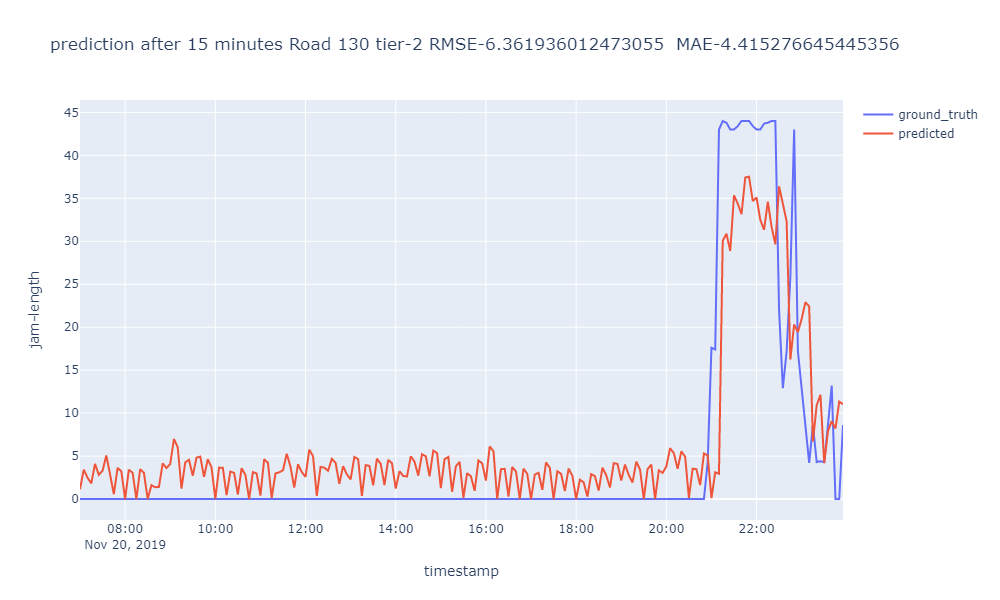 prediction after 15 minutes Road 130 tier-2 RMSE-6.361936012473055  MAE-4.415276645445356
ground_truth
predicted
45
40
35
30
25
20
15
10
5
0
jam-length
08:00 10:00 12:00 14:00 16:00 18:00 20:00 22:00
Nov 20, 2019
timestamp